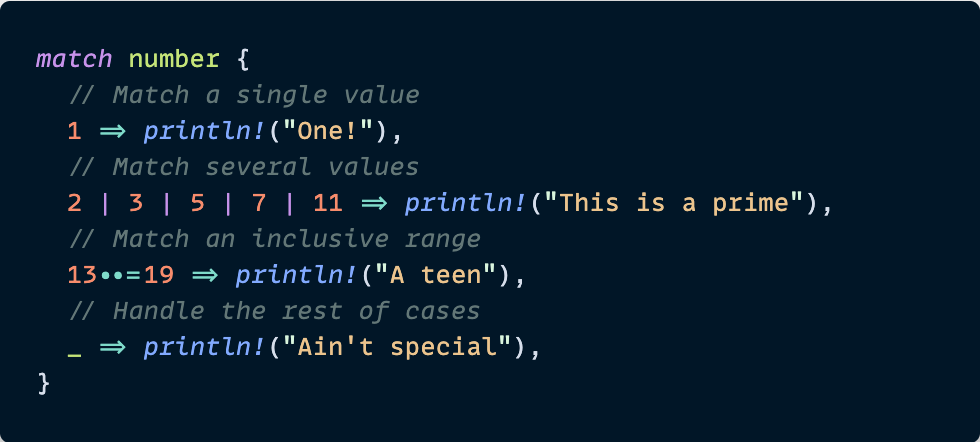 match number {
  // Match a single value
  1 => println!("One!"),
  // Match several values
  2 | 3 | 5 | 7 | 11 => println!("This is a prime"),
  // Match an inclusive range
  13..=19 => println!("A teen"),
  // Handle the rest of cases
  _ => println!("Ain't special"),
}